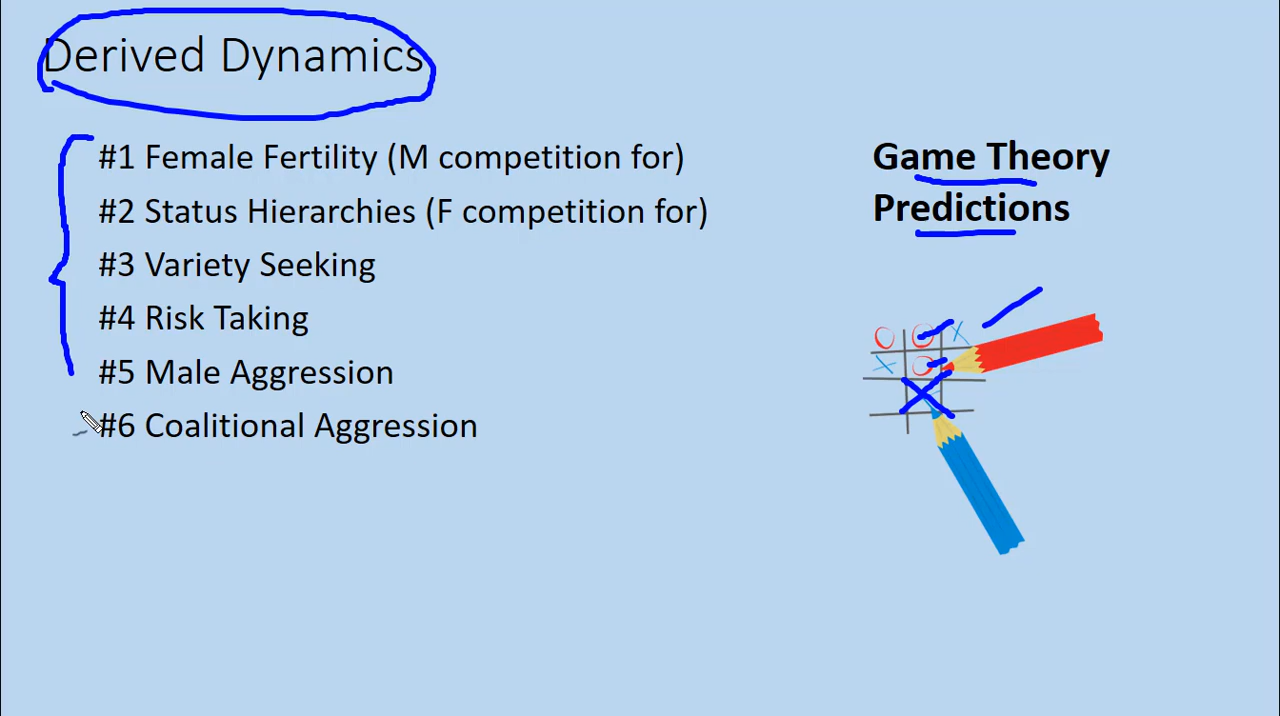 Derived Dynamics
#1 Female Fertility (M competition for)
#2 Status Hierarchies (F competition for)
#3 Variety Seeking
#4 Risk Taking
#5 Male Aggression
#6 Coalitional Aggression
Game Theory
Predictions